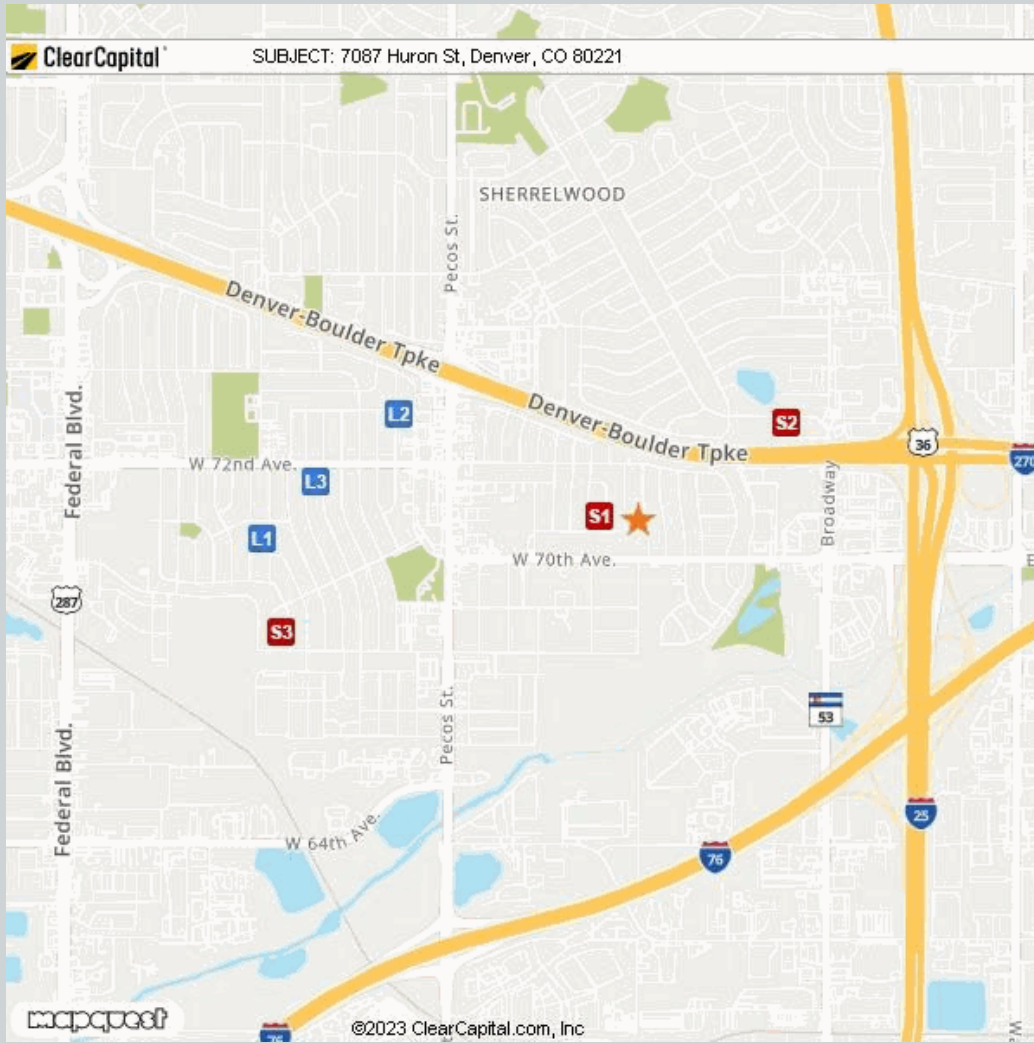 ClearCapital
SUBJECT: 7087 Huron St, Denver, CO 80221
SHERRELWOOD
Pecos St.
Denver-Boulder Tpke
Federal Blvd.
L2
Denver-Boulder Tpke
S2
36
270
W 72nd Ave.
L3
Broadway
S1
L1
W 70th Ave.
E
287
S3
Pecos St.
53
Federal Blvd.
25
W 64th Ave.
76
mapquest
©2023 ClearCapital.com, Inc
76